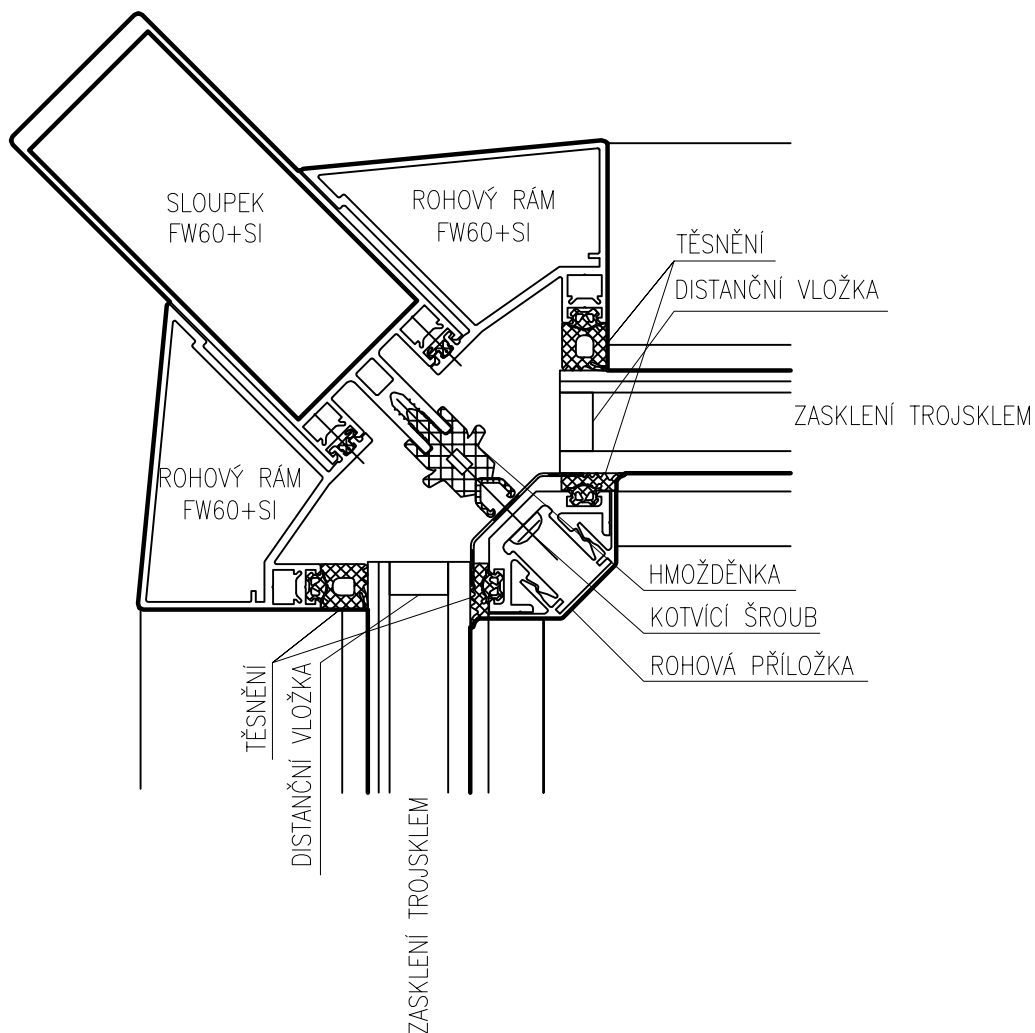 SLOUPEK
FW60+SI
ROHOVÝ RÁM
FW60+SI
TĚSNĚNÍ
DISTANČNÍ VLOŽKA
ZASKLENÍ TROJSKLEM
ROHOVÝ RÁM
FW60+SI
HMOŽDĚNKA
KOTVÍCÍ ŠROUB
ROHOVÁ PŘÍLOŽKA
TĚSNĚNÍ
DISTANČNÍ VLOŽKA
ZASKLENÍ TROJSKLEM